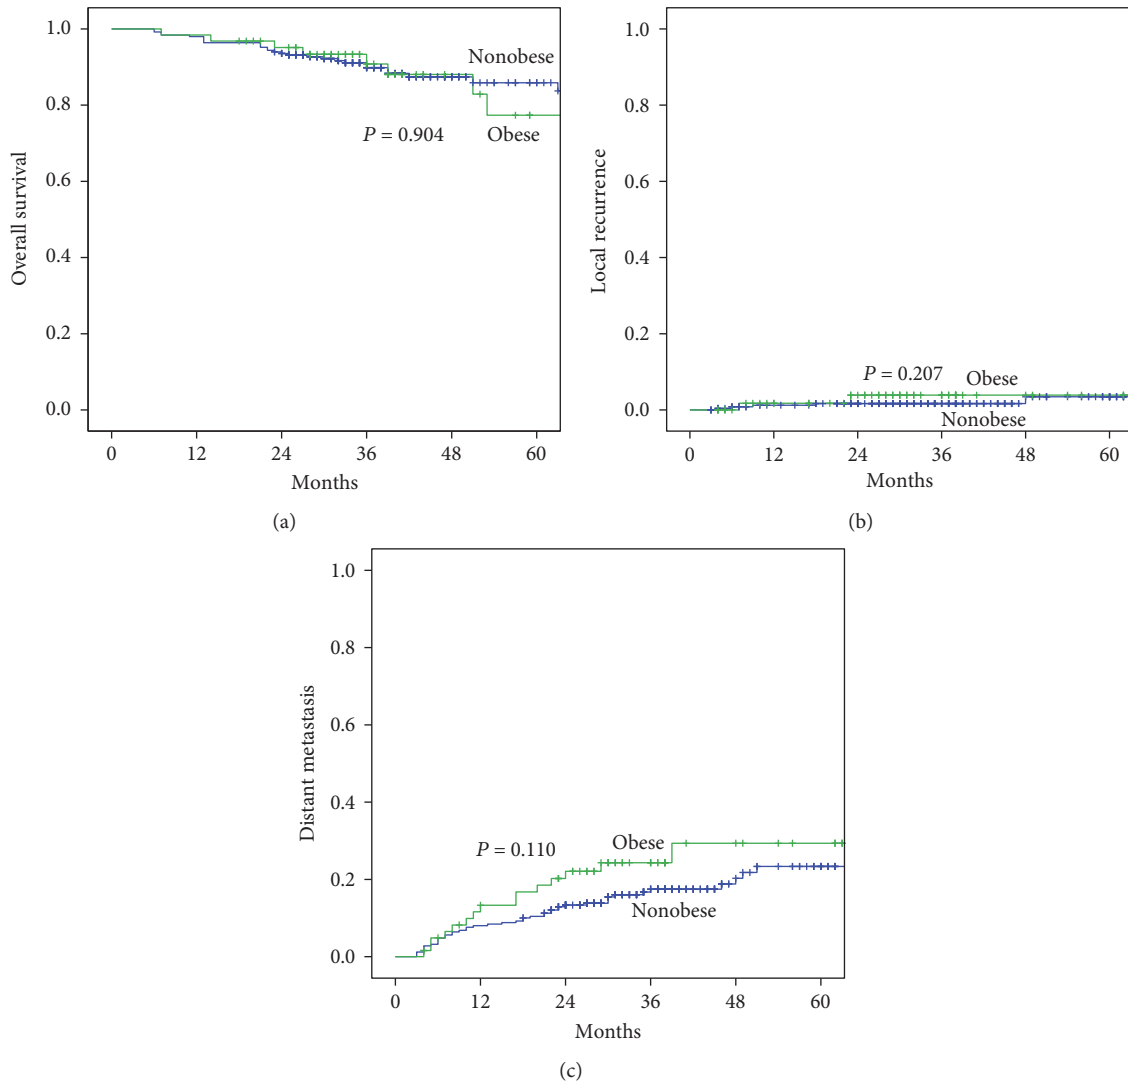 1.0
0.8
0.6
0.4
0.2
0.0
Overall survival
Nonobese
P = 0.904
Obese
0 12 24 36 48 60
Months
(a)
1.0
0.8
0.6
0.4
0.2
0.0
Local recurrence
P = 0.207
Obese
Nonobese
0 12 24 36 48 60
Months
(b)
1.0
0.8
0.6
0.4
0.2
0.0
Distant metastasis
P = 0.110
Obese
Nonobese
0 12 24 36 48 60
Months
(c)